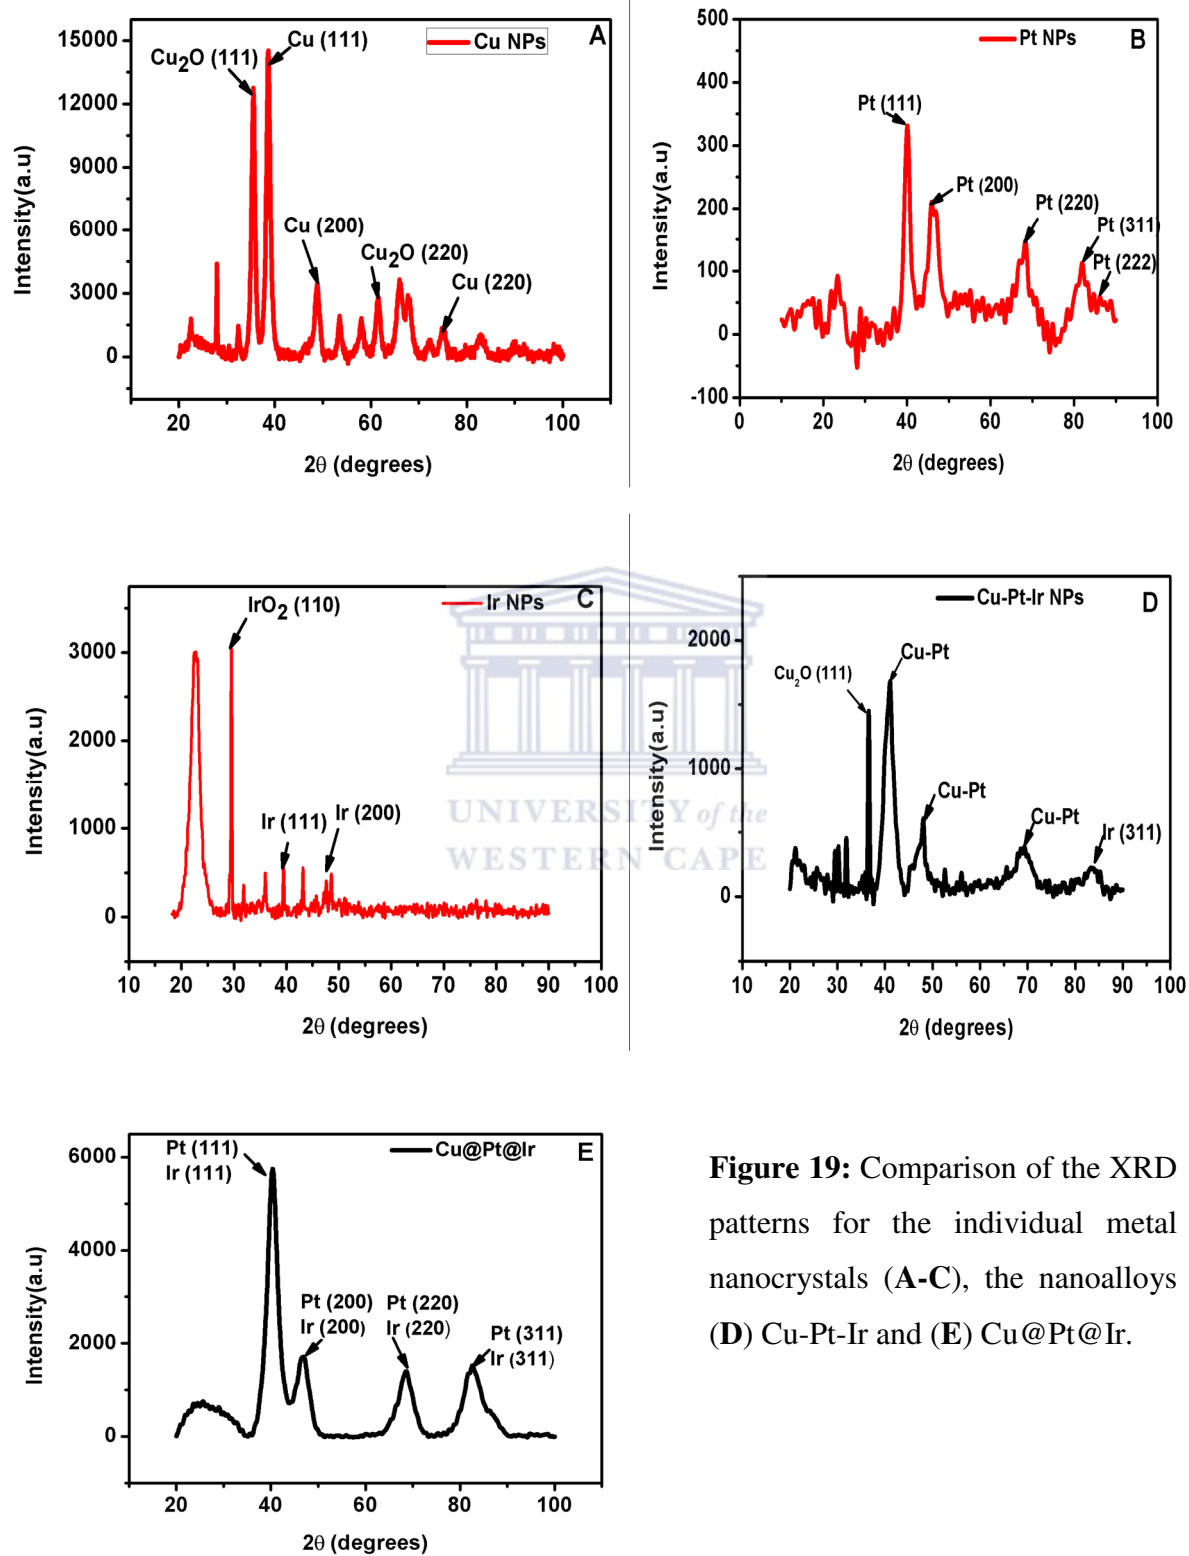 A
Cu NPs
Cu (111)
Cu₂O (111)
Cu (200)
Cu₂O (220)
Cu (220)
15000
12000
9000
6000
3000
0
Intensity(a.u)
20 40 60 80 100
2θ (degrees)
B
Pt NPs
Pt (111)
Pt (200)
Pt (220)
Pt (311)
Pt (222)
500
400
300
200
100
0
-100
Intensity(a.u)
0 20 40 60 80 100
2θ (degrees)
C
Ir NPs
IrO₂ (110)
Ir (111)
Ir (200)
3000
2000
1000
0
Intensity(a.u)
10 20 30 40 50 60 70 80 90 100
2θ (degrees)
UNIVERSITY of the
WESTERN CAPE
D
Cu-Pt-Ir NPs
Cu₂O (111)
Cu-Pt
Cu-Pt
Cu-Pt
Ir (311)
2000
1000
0
Intensity(a.u)
10 20 30 40 50 60 70 80 90 100
2θ (degrees)
E
Cu@Pt@Ir
Pt (111)
Ir (111)
Pt (200)
Ir (200)
Pt (220)
Ir (220)
Pt (311)
Ir (311)
6000
4000
2000
0
Intensity(a.u)
20 40 60 80 100
2θ (degrees)
Figure 19: Comparison of the XRD
patterns for the individual metal
nanocrystals (A-C), the nanoalloys
(D) Cu-Pt-Ir and (E) Cu@Pt@Ir.